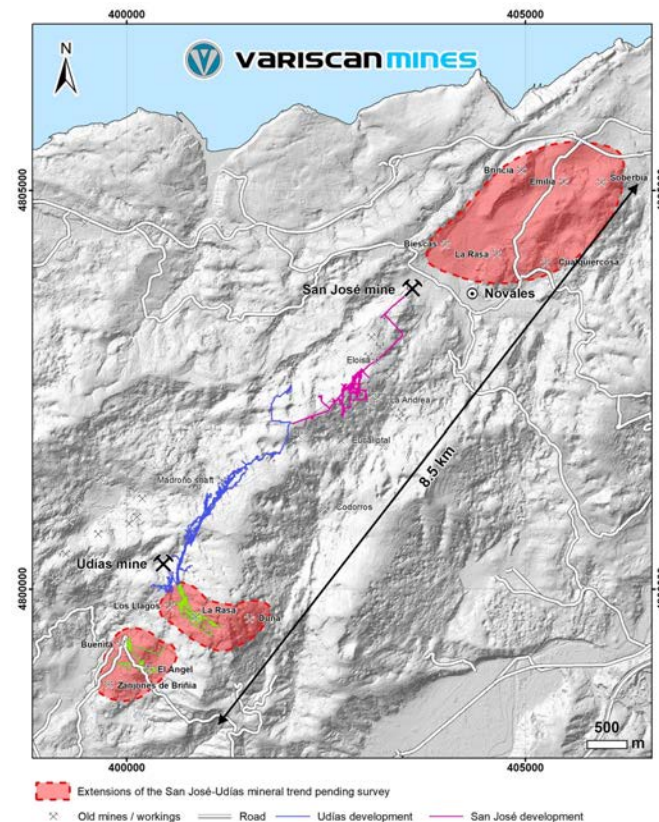 400000
405000
N
VARISCAN MINES
Brincia
Emilia
Soberbia
4805000
Biescas
La Rasa
Cualquiercosa
San José mine
Novales
Eloisa
La Andrea
Eucaliptal
8.5 km
Madroño shaft
Codorros
Udías mine
4800000
Los Llagos
La Rasa
Duña
Buenita
El Angel
Zanjones de Briñia
500 m
400000
405000
Extensions of the San José-Udías mineral trend pending survey
Old mines / workings
Road
Udías development
San José development